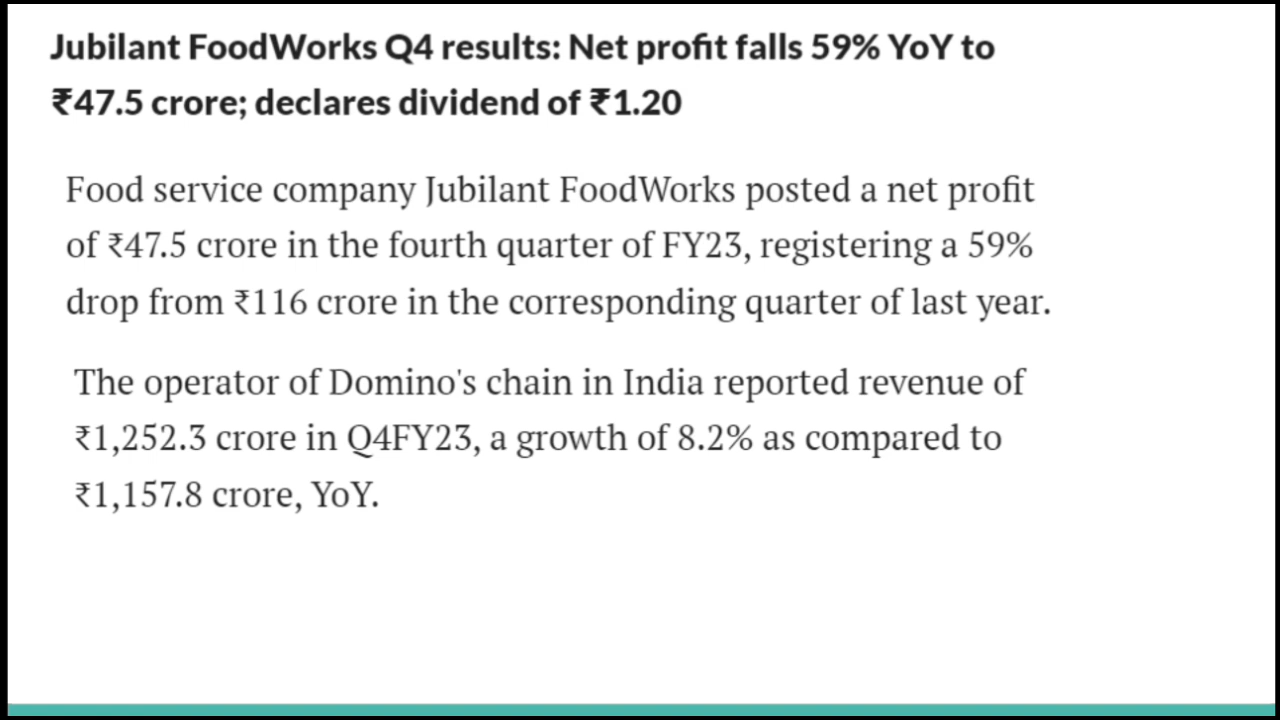 Jubilant FoodWorks Q4 results: Net profit falls 59% YoY to
₹47.5 crore; declares dividend of ₹1.20
Food service company Jubilant FoodWorks posted a net profit
of ₹47.5 crore in the fourth quarter of FY23, registering a 59%
drop from ₹116 crore in the corresponding quarter of last year.
The operator of Domino's chain in India reported revenue of
₹1,252.3 crore in Q4FY23, a growth of 8.2% as compared to
₹1,157.8 crore, YoY.